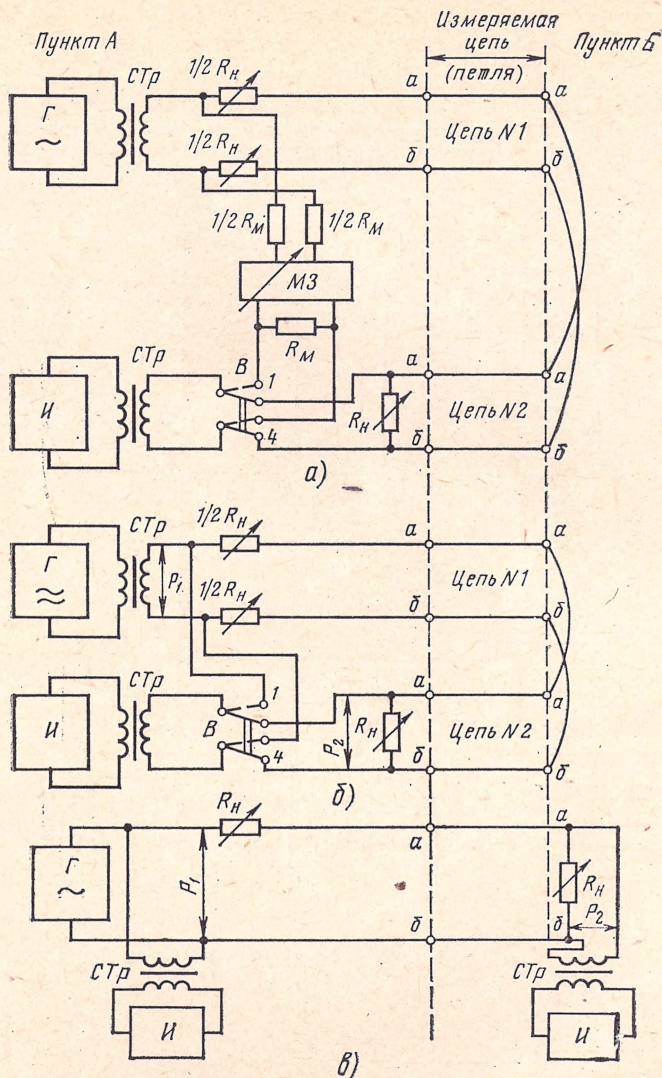 Пункт А
Измеряемая
цепь
(петля)
Пункт Б
СТр
1/2 Rн
Г
~
а
а
Цепь N1
1/2 Rн
б
б
1/2 Rм
1/2 Rм
МЗ
Rм
СТр
В
1
а
а
И
Rн
Цепь N2
4
б
б
а)
СТр
1/2 Rн
а
а
Г
≈
P1
Цепь N1
1/2 Rн
б
б
СТр
1
а
а
И
В
P2
Rн
Цепь N2
4
б
б
б)
Rн
а
а
Г
~
P1
Rн
P2
б
б
СТр
СТр
И
И
в)